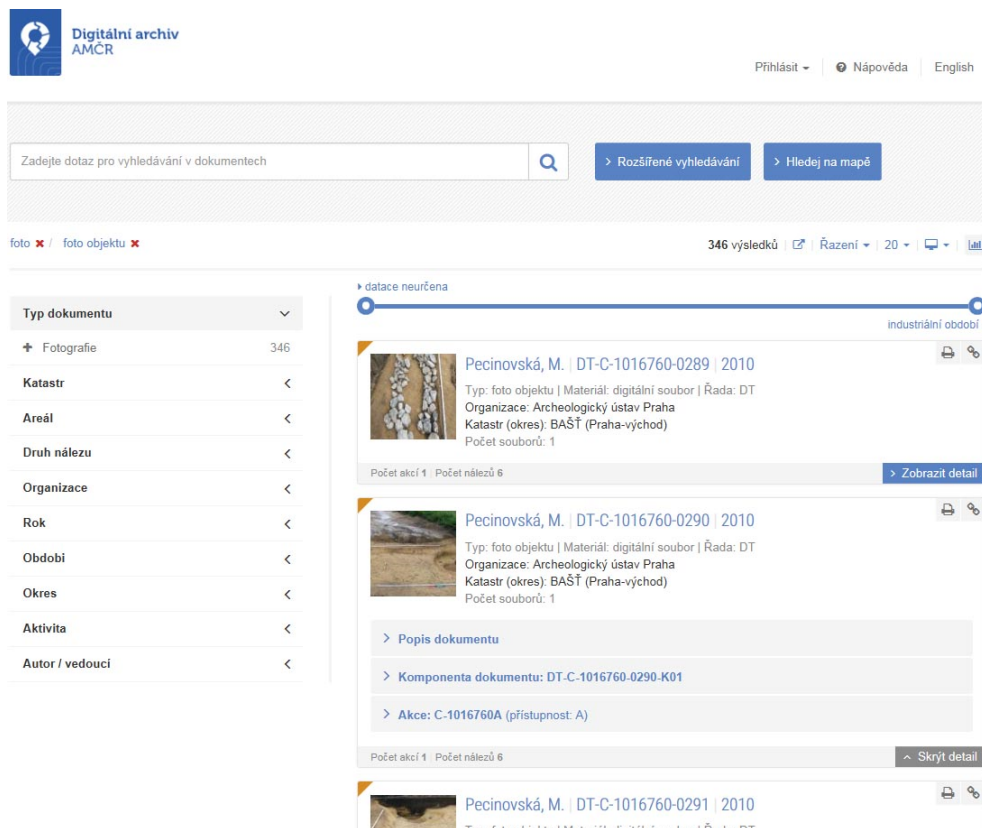 Digitální archiv
AMČR
Přihlásit
Nápověda
English
Zadejte dotaz pro vyhledávání v dokumentech
Rozšířené vyhledávání
Hledej na mapě
foto / foto objektu
346 výsledků | Řazení | 20
datace neurčena
industriální období
Typ dokumentu
Fotografie 346
Katastr
Areál
Druh nálezu
Organizace
Rok
Obdobi
Okres
Aktivita
Autor / vedoucí
Pecinovská, M. | DT-C-1016760-0289 | 2010
Typ: foto objektu | Materiál: digitální soubor | Řada: DT
Organizace: Archeologický ústav Praha
Katastr (okres): BAŠŤ (Praha-východ)
Počet souborů: 1
Počet akcí 1 | Počet nálezů 6
Zobrazit detail
Pecinovská, M. | DT-C-1016760-0290 | 2010
Typ: foto objektu | Materiál: digitální soubor | Řada: DT
Organizace: Archeologický ústav Praha
Katastr (okres): BAŠŤ (Praha-východ)
Počet souborů: 1
Popis dokumentu
Komponenta dokumentu: DT-C-1016760-0290-K01
Akce: C-1016760A (přístupnost: A)
Počet akcí 1 | Počet nálezů 6
Skrýt detail
Pecinovská, M. | DT-C-1016760-0291 | 2010